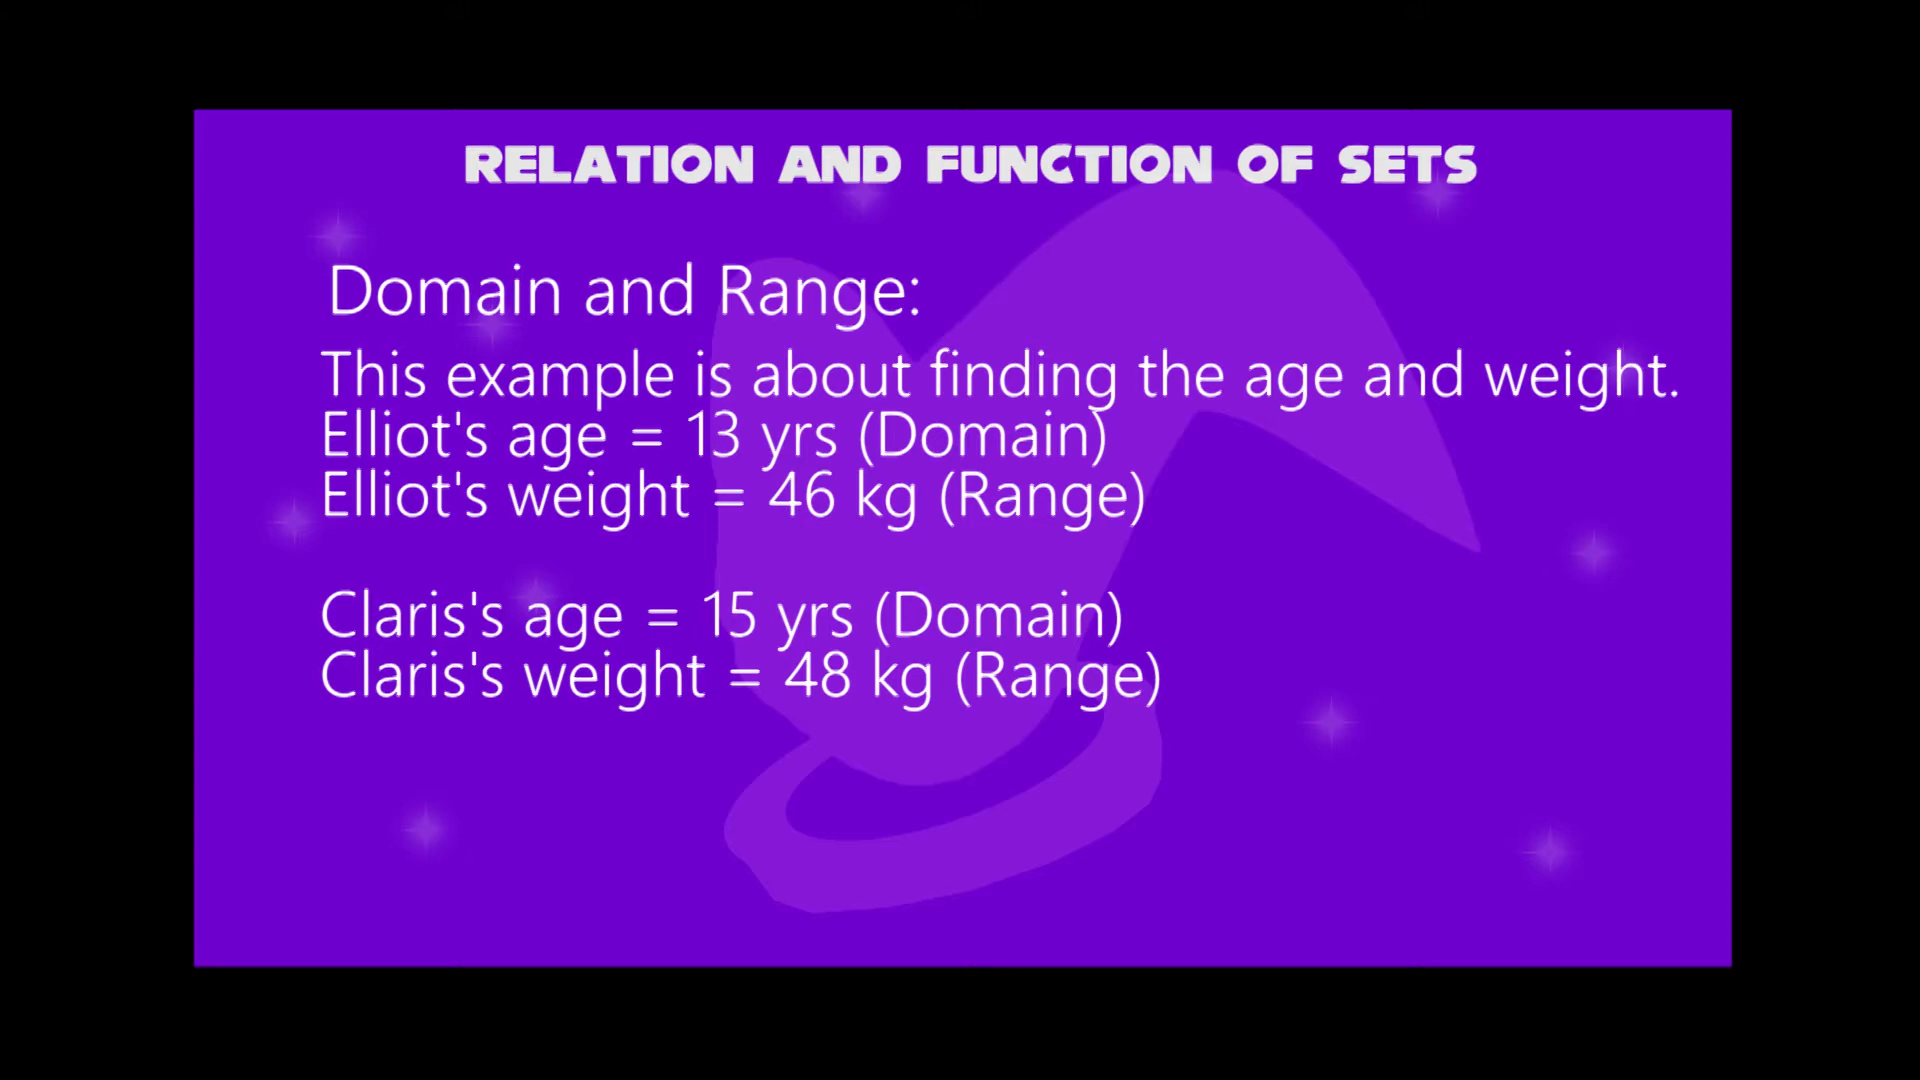 RELATION AND FUNCTION OF SETS
Domain and Range:
This example is about finding the age and weight.
Elliot's age = 13 yrs (Domain)
Elliot's weight = 46 kg (Range)
Claris's age = 15 yrs (Domain)
Claris's weight = 48 kg (Range)